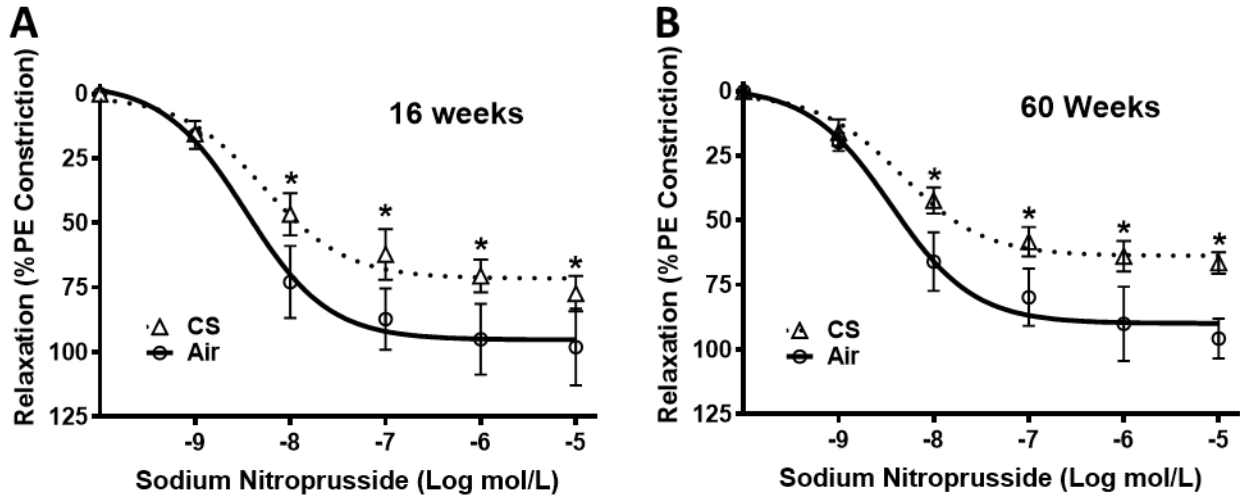 A
16 weeks
Relaxation (%PE Constriction)
0
25
50
75
100
125
* * * *
CS
Air
-9 -8 -7 -6 -5
Sodium Nitroprusside (Log mol/L)
B
60 Weeks
Relaxation (%PE Constriction)
0
25
50
75
100
125
* * * *
CS
Air
-9 -8 -7 -6 -5
Sodium Nitroprusside (Log mol/L)